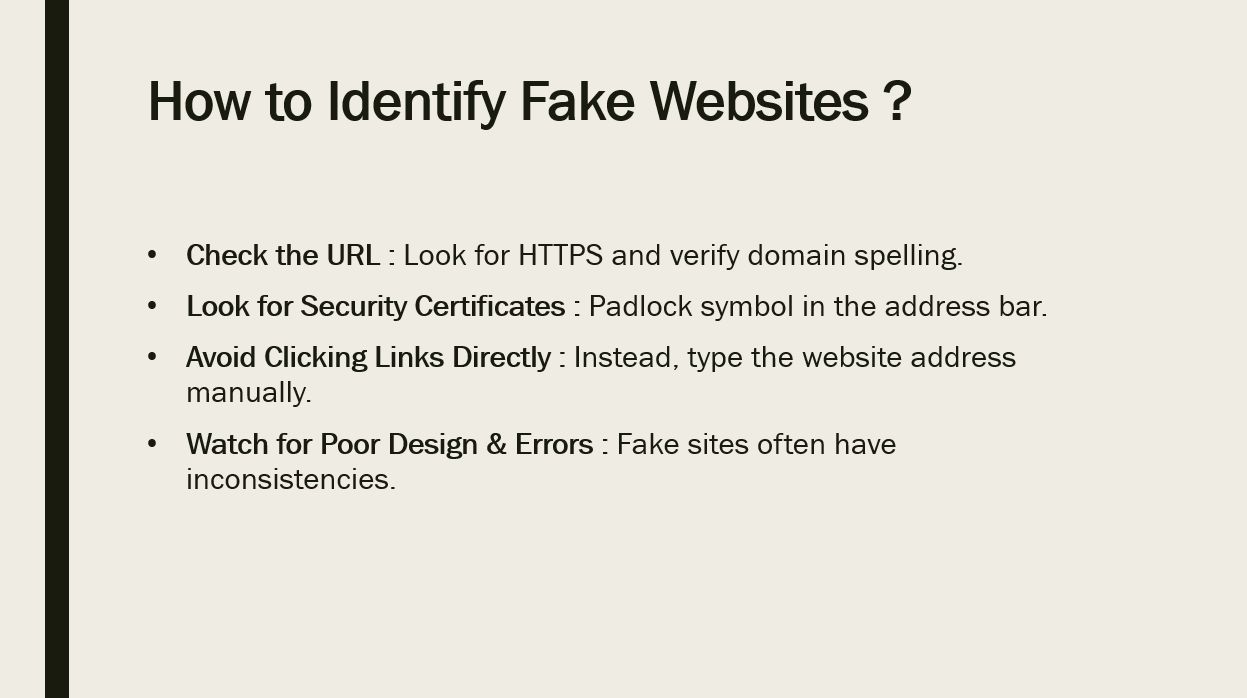 How to Identify Fake Websites ?
• Check the URL : Look for HTTPS and verify domain spelling.
• Look for Security Certificates : Padlock symbol in the address bar.
• Avoid Clicking Links Directly : Instead, type the website address
manually.
• Watch for Poor Design & Errors : Fake sites often have
inconsistencies.